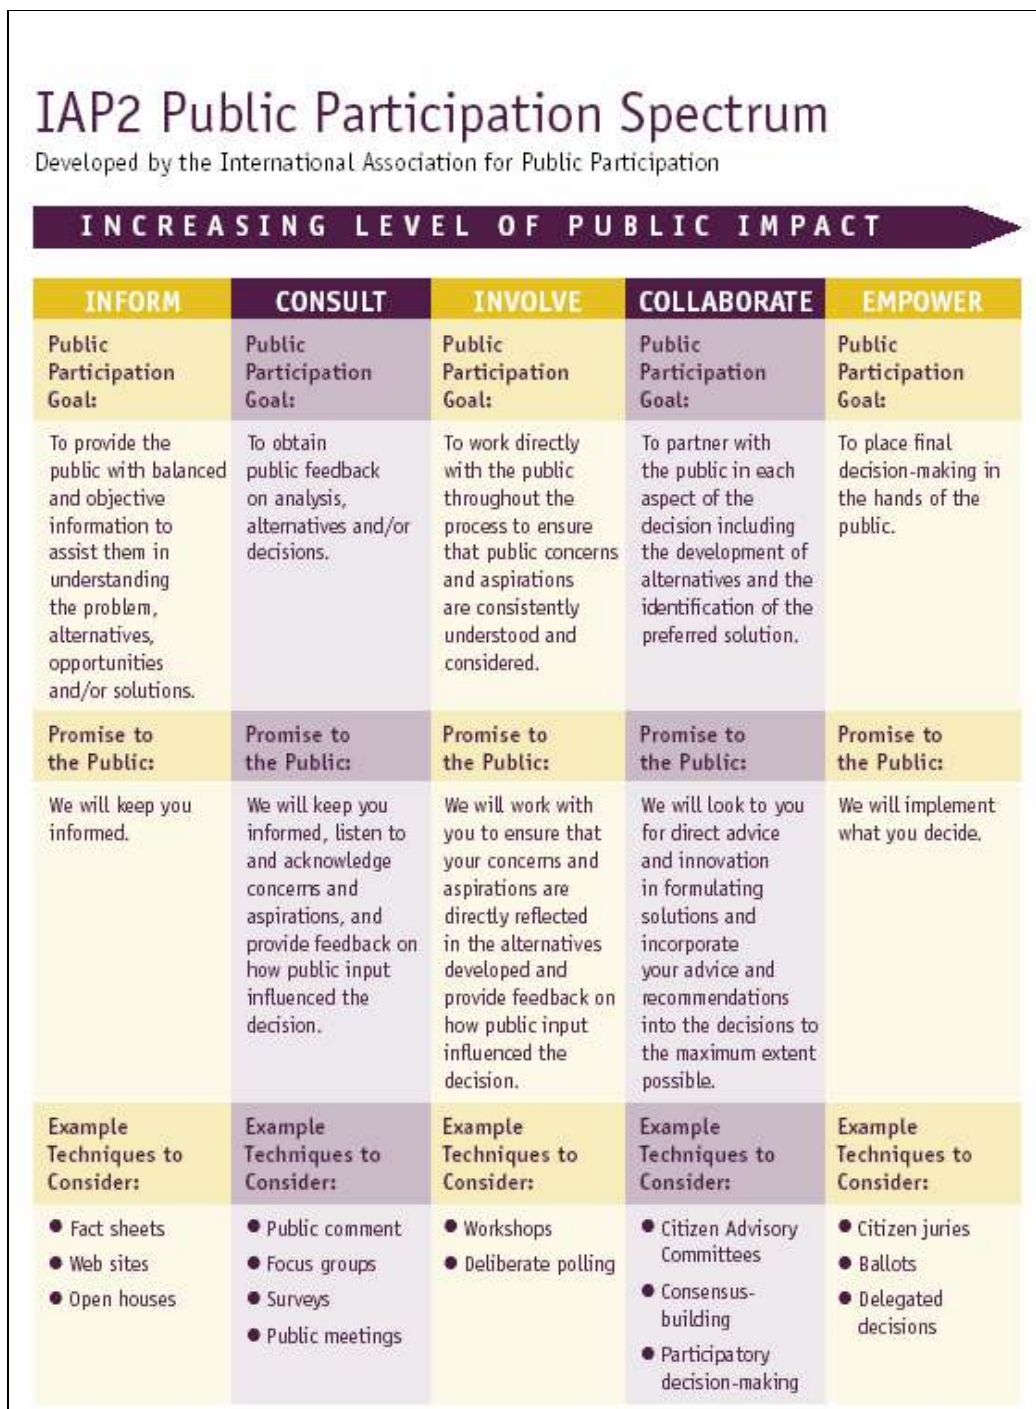 IAP2 Public Participation Spectrum
Developed by the International Association for Public Participation
INCREASING LEVEL OF PUBLIC IMPACT
INFORM
Public
Participation
Goal:
To provide the
public with balanced
and objective
information to
assist them in
understanding
the problem,
alternatives,
opportunities
and/or solutions.
Promise to
the Public:
We will keep you
informed.
Example
Techniques to
Consider:
● Fact sheets
● Web sites
● Open houses
CONSULT
Public
Participation
Goal:
To obtain
public feedback
on analysis,
alternatives and/or
decisions.
Promise to
the Public:
We will keep you
informed, listen to
and acknowledge
concerns and
aspirations, and
provide feedback on
how public input
influenced the
decision.
Example
Techniques to
Consider:
● Public comment
● Focus groups
● Surveys
● Public meetings
INVOLVE
Public
Participation
Goal:
To work directly
with the public
throughout the
process to ensure
that public concerns
and aspirations
are consistently
understood and
considered.
Promise to
the Public:
We will work with
you to ensure that
your concerns and
aspirations are
directly reflected
in the alternatives
developed and
provide feedback on
how public input
influenced the
decision.
Example
Techniques to
Consider:
● Workshops
● Deliberate polling
COLLABORATE
Public
Participation
Goal:
To partner with
the public in each
aspect of the
decision including
the development of
alternatives and the
identification of the
preferred solution.
Promise to
the Public:
We will look to you
for direct advice
and innovation
in formulating
solutions and
incorporate
your advice and
recommendations
into the decisions to
the maximum extent
possible.
Example
Techniques to
Consider:
● Citizen Advisory
Committees
● Consensus-
building
● Participatory
decision-making
EMPOWER
Public
Participation
Goal:
To place final
decision-making in
the hands of the
public.
Promise to
the Public:
We will implement
what you decide.
Example
Techniques to
Consider:
● Citizen juries
● Ballots
● Delegated
decisions